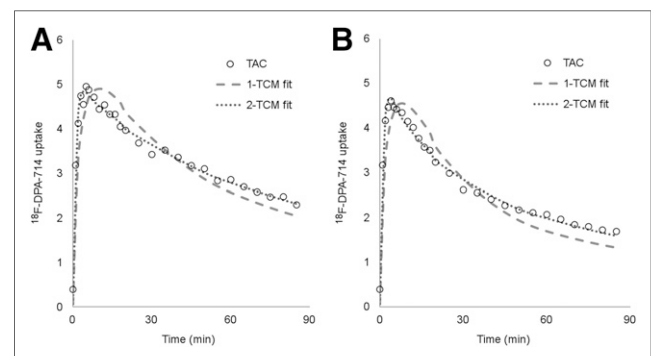 A
6
5
4
3
2
1
0
¹⁸F-DPA-714 uptake
TAC
1-TCM fit
2-TCM fit
0 30 60 90
Time (min)
B
6
5
4
3
2
1
0
¹⁸F-DPA-714 uptake
TAC
1-TCM fit
2-TCM fit
0 30 60 90
Time (min)